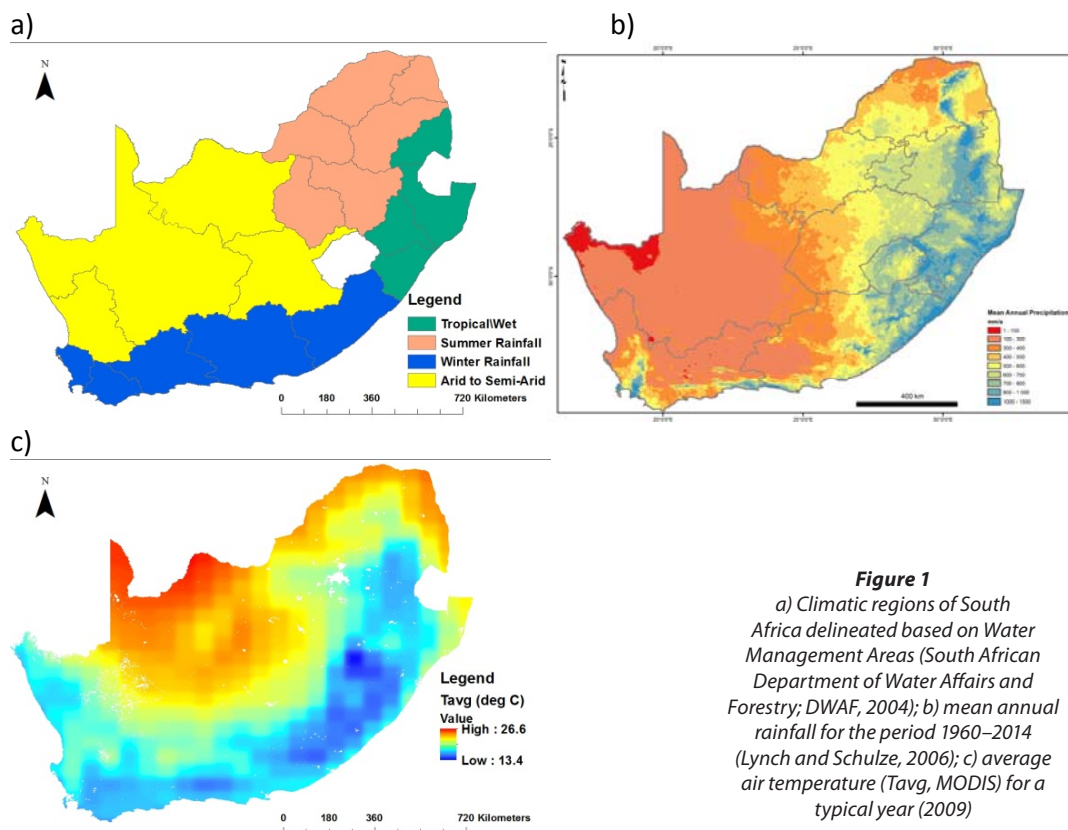 a)
N
Legend
Tropical\Wet
Summer Rainfall
Winter Rainfall
Arid to Semi-Arid
0 180 360 720 Kilometers
b)
Mean Annual Precipitation
mm/a
400 km
c)
N
Legend
Tavg (deg C)
Value
High : 26.6
Low : 13.4
0 180 360 720 Kilometers
Figure 1
a) Climatic regions of South
Africa delineated based on Water
Management Areas (South African
Department of Water Affairs and
Forestry; DWAF, 2004); b) mean annual
rainfall for the period 1960–2014
(Lynch and Schulze, 2006); c) average
air temperature (Tavg, MODIS) for a
typical year (2009)